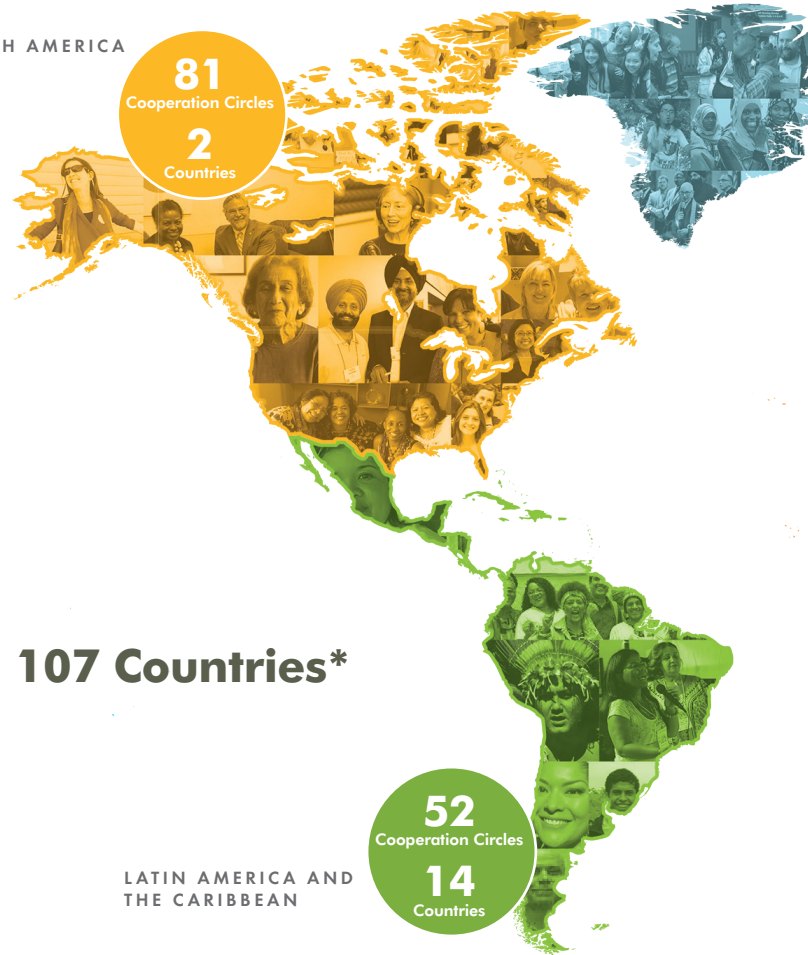 H AMERICA
81
Cooperation Circles
2
Countries
107 Countries*
52
Cooperation Circles
14
Countries
LATIN AMERICA AND
THE CARIBBEAN